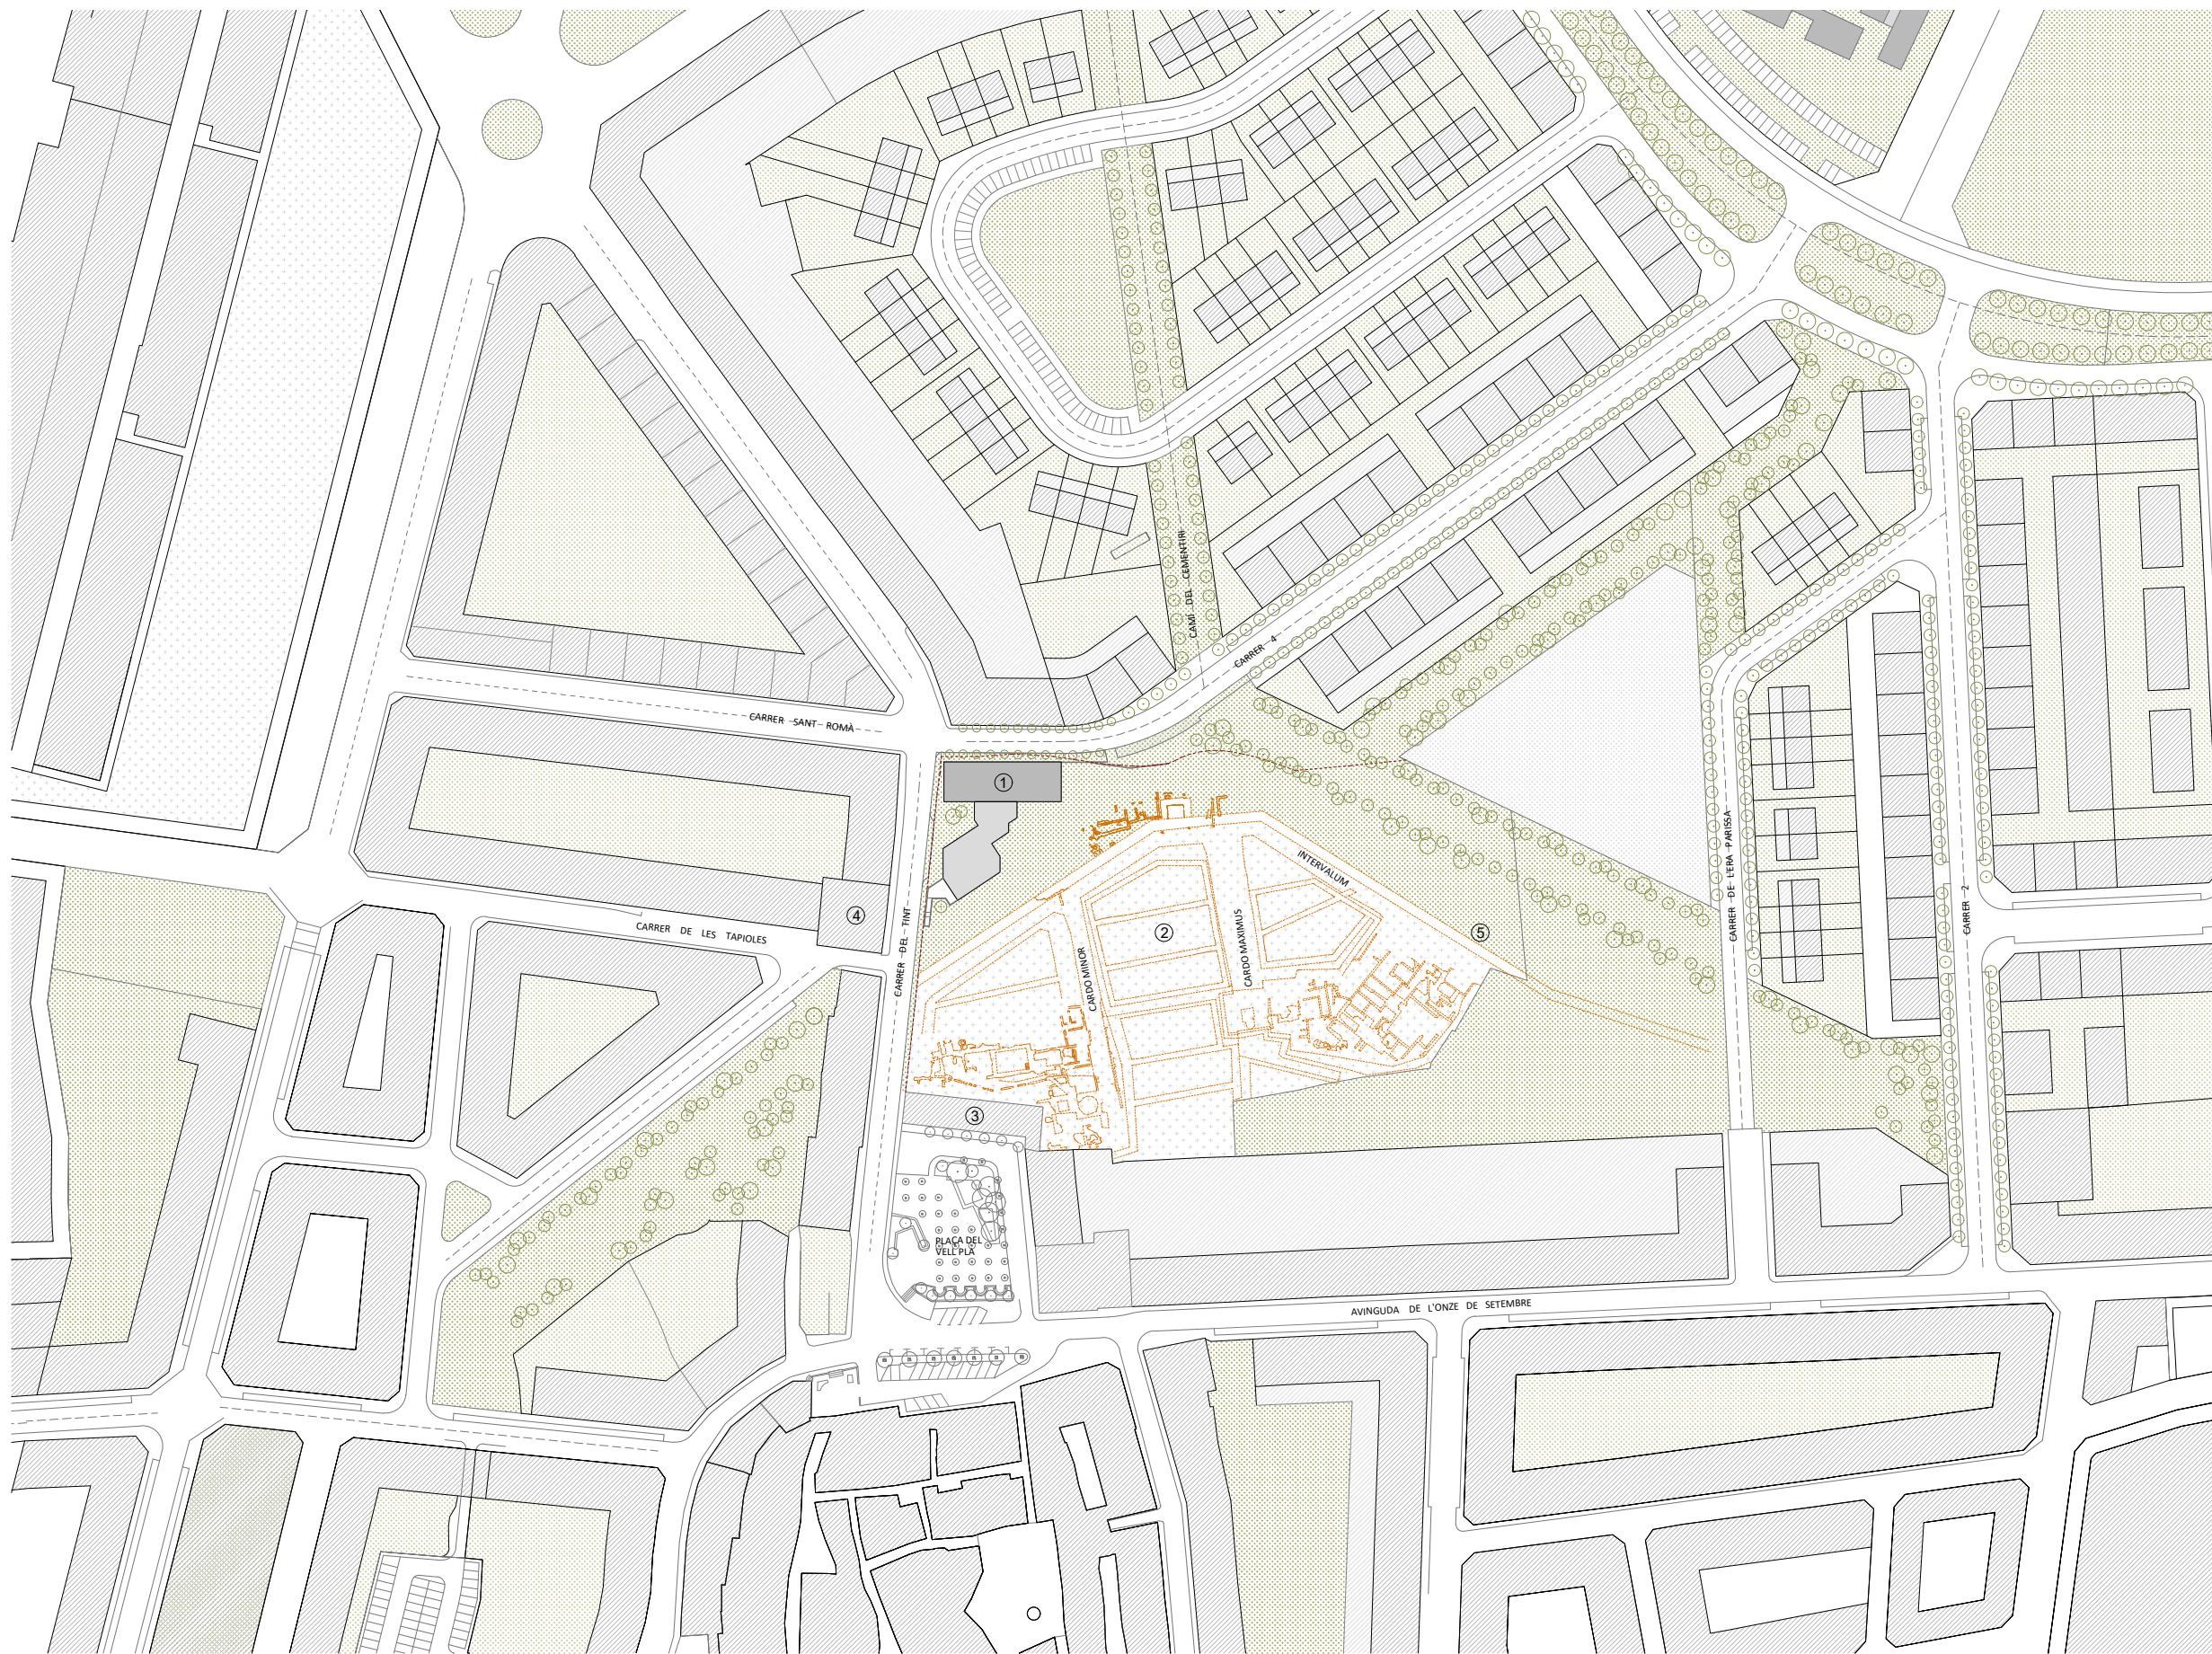 CAMÍ DEL CEMENTIRI
CARRER 4
CARRER SANT ROMÀ
①
CARRER DE L'ERA PARISSA
INTERVALUM
CARRER 2
④
CARRER DE LES TAPIOLES
CARRER DEL TINT
②
⑤
CARDO MINOR
CARDO MAXIMUS
③
PLAÇA DEL
VELL PLA
AVINGUDA DE L'ONZE DE SETEMBRE